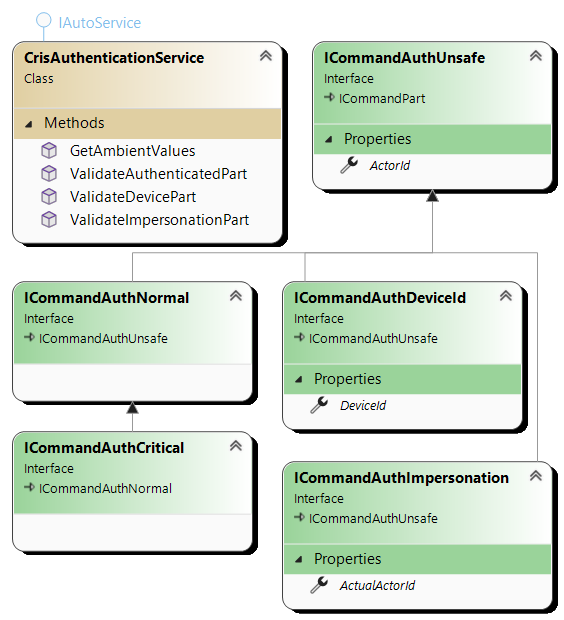 IAutoService
CrisAuthenticationService
Class
Methods
GetAmbientValues
ValidateAuthenticatedPart
ValidateDevicePart
ValidateImpersonationPart
ICommandAuthUnsafe
Interface
ICommandPart
Properties
ActorId
ICommandAuthNormal
Interface
ICommandAuthUnsafe
ICommandAuthDeviceId
Interface
ICommandAuthUnsafe
Properties
DeviceId
ICommandAuthCritical
Interface
ICommandAuthNormal
ICommandAuthImpersonation
Interface
ICommandAuthUnsafe
Properties
ActualActorId